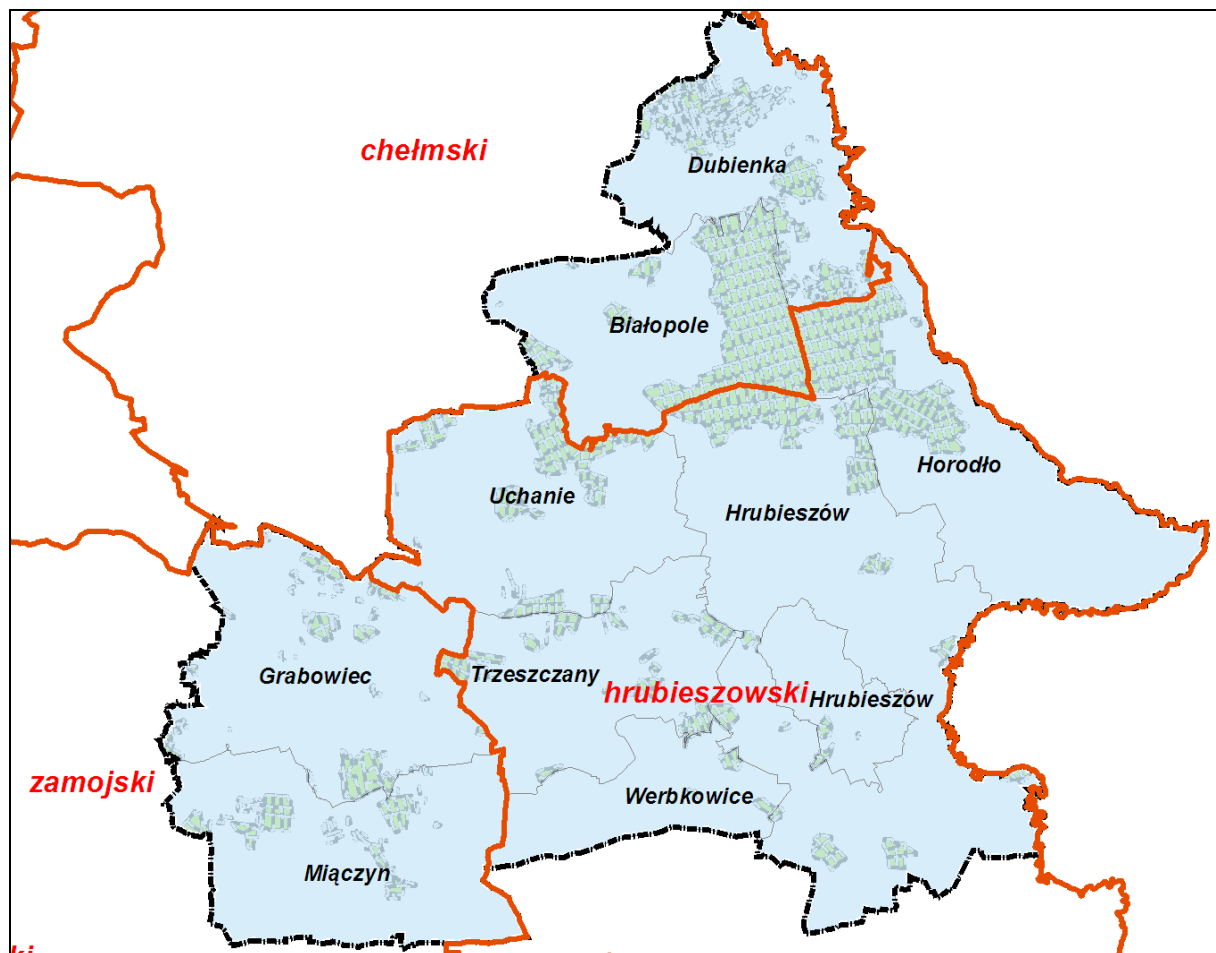 chełmski
Dubienka
Białopole
Horodło
Uchanie
Hrubieszów
Grabowiec
Trzeszczany
hrubieszowski
Hrubieszów
zamojski
Werbkowice
Miączyn